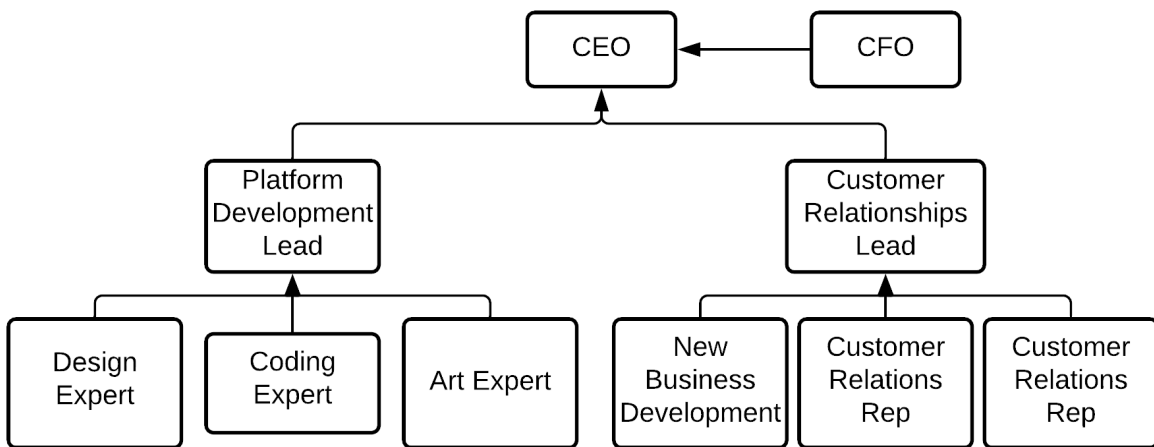 CEO
CFO
Platform
Development
Lead
Customer
Relationships
Lead
Design
Expert
Coding
Expert
Art Expert
New
Business
Development
Customer
Relations
Rep
Customer
Relations
Rep